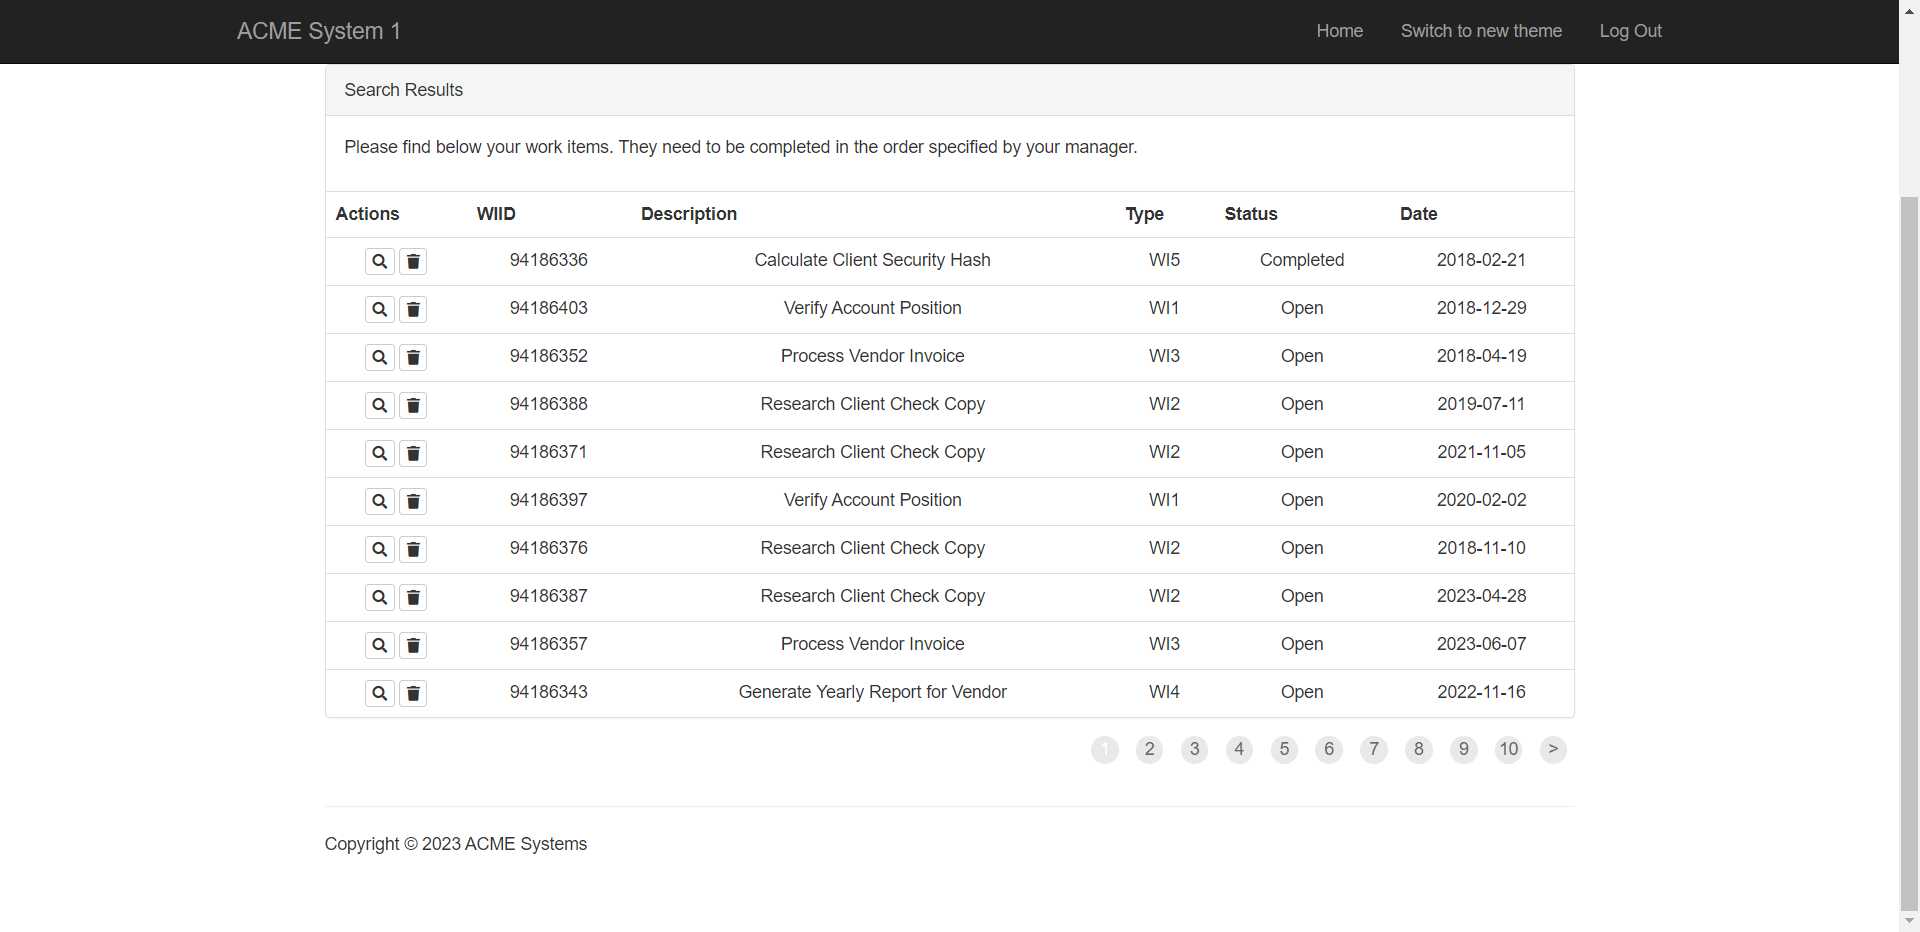 ACME System 1 Home Switch to new theme Log Out
Search Results
Please find below your work items. They need to be completed in the order specified by your manager.
Actions WIID Description Type Status Date
94186336 Calculate Client Security Hash WI5 Completed 2018-02-21
94186403 Verify Account Position WI1 Open 2018-12-29
94186352 Process Vendor Invoice WI3 Open 2018-04-19
94186388 Research Client Check Copy WI2 Open 2019-07-11
94186371 Research Client Check Copy WI2 Open 2021-11-05
94186397 Verify Account Position WI1 Open 2020-02-02
94186376 Research Client Check Copy WI2 Open 2018-11-10
94186387 Research Client Check Copy WI2 Open 2023-04-28
94186357 Process Vendor Invoice WI3 Open 2023-06-07
94186343 Generate Yearly Report for Vendor WI4 Open 2022-11-16
1 2 3 4 5 6 7 8 9 10 >
Copyright © 2023 ACME Systems